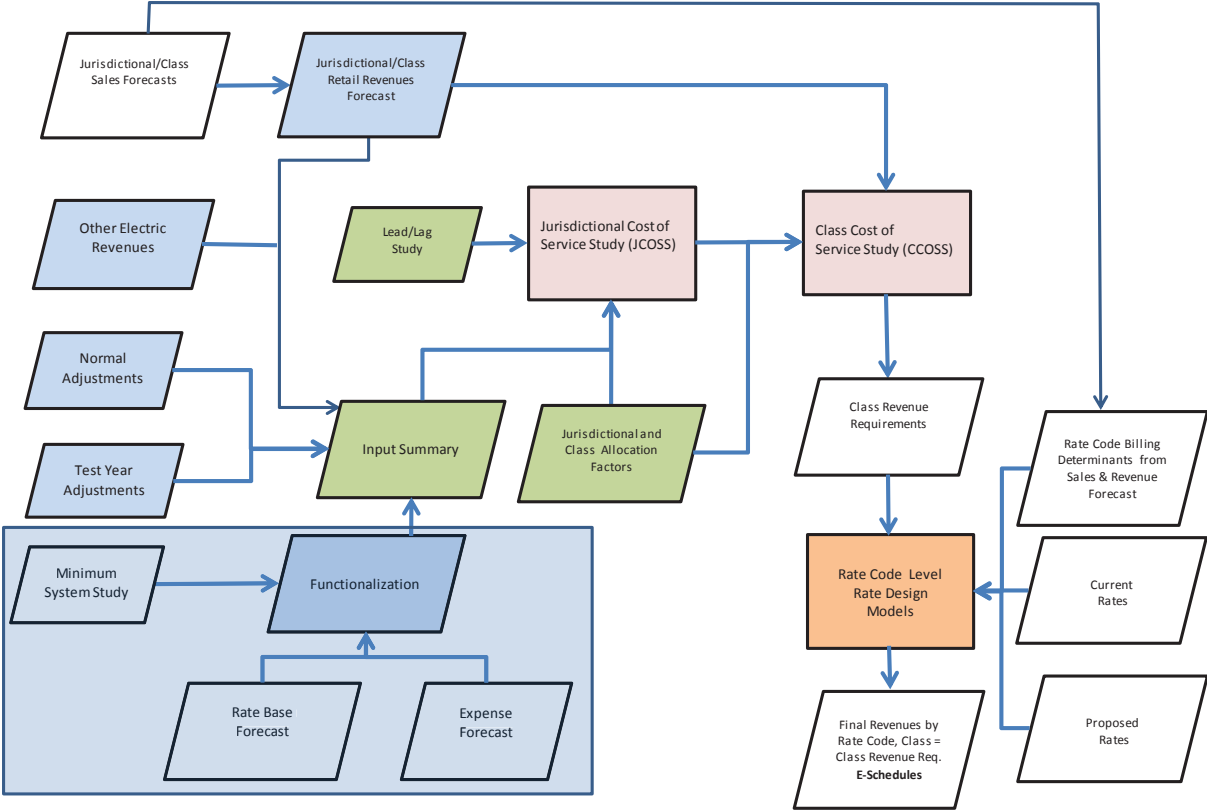 Jurisdictional/Class
Sales Forecasts
Jurisdictional/Class
Retail Revenues
Forecast
Other Electric
Revenues
Lead/Lag
Study
Jurisdictional Cost of
Service Study (JCOSS)
Class Cost of
Service Study (CCOSS)
Normal
Adjustments
Test Year
Adjustments
Input Summary
Jurisdictional and
Class Allocation
Factors
Class Revenue
Requirements
Rate Code Billing
Determinants from
Sales & Revenue
Forecast
Minimum
System Study
Functionalization
Rate Code Level
Rate Design
Models
Current
Rates
Rate Base
Forecast
Expense
Forecast
Final Revenues by
Rate Code, Class =
Class Revenue Req.
E-Schedules
Proposed
Rates